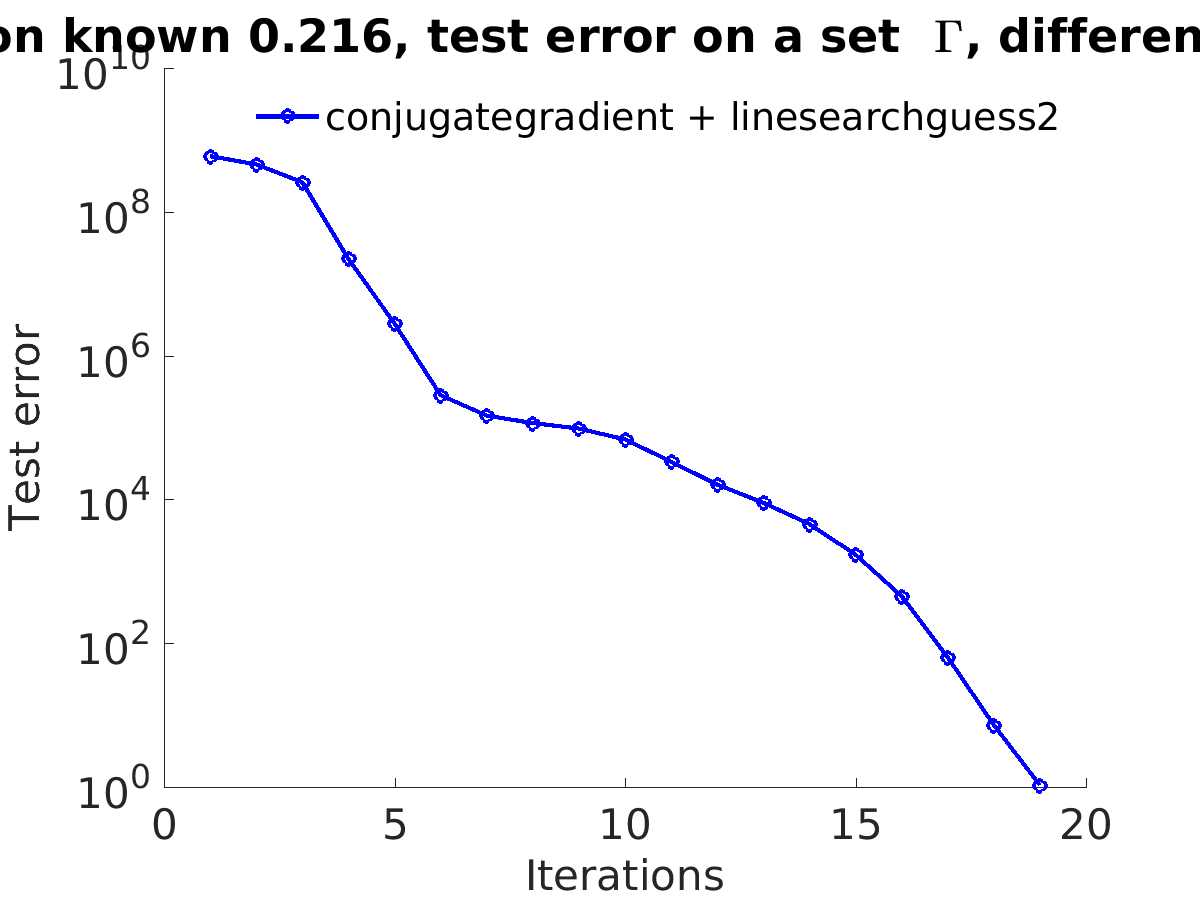 on known 0.216, test error on a set Γ, differen
10^10
conjugategradient + linesearchguess2
10^8
10^6
10^4
10^2
10^0
Test error
0 5 10 15 20
Iterations